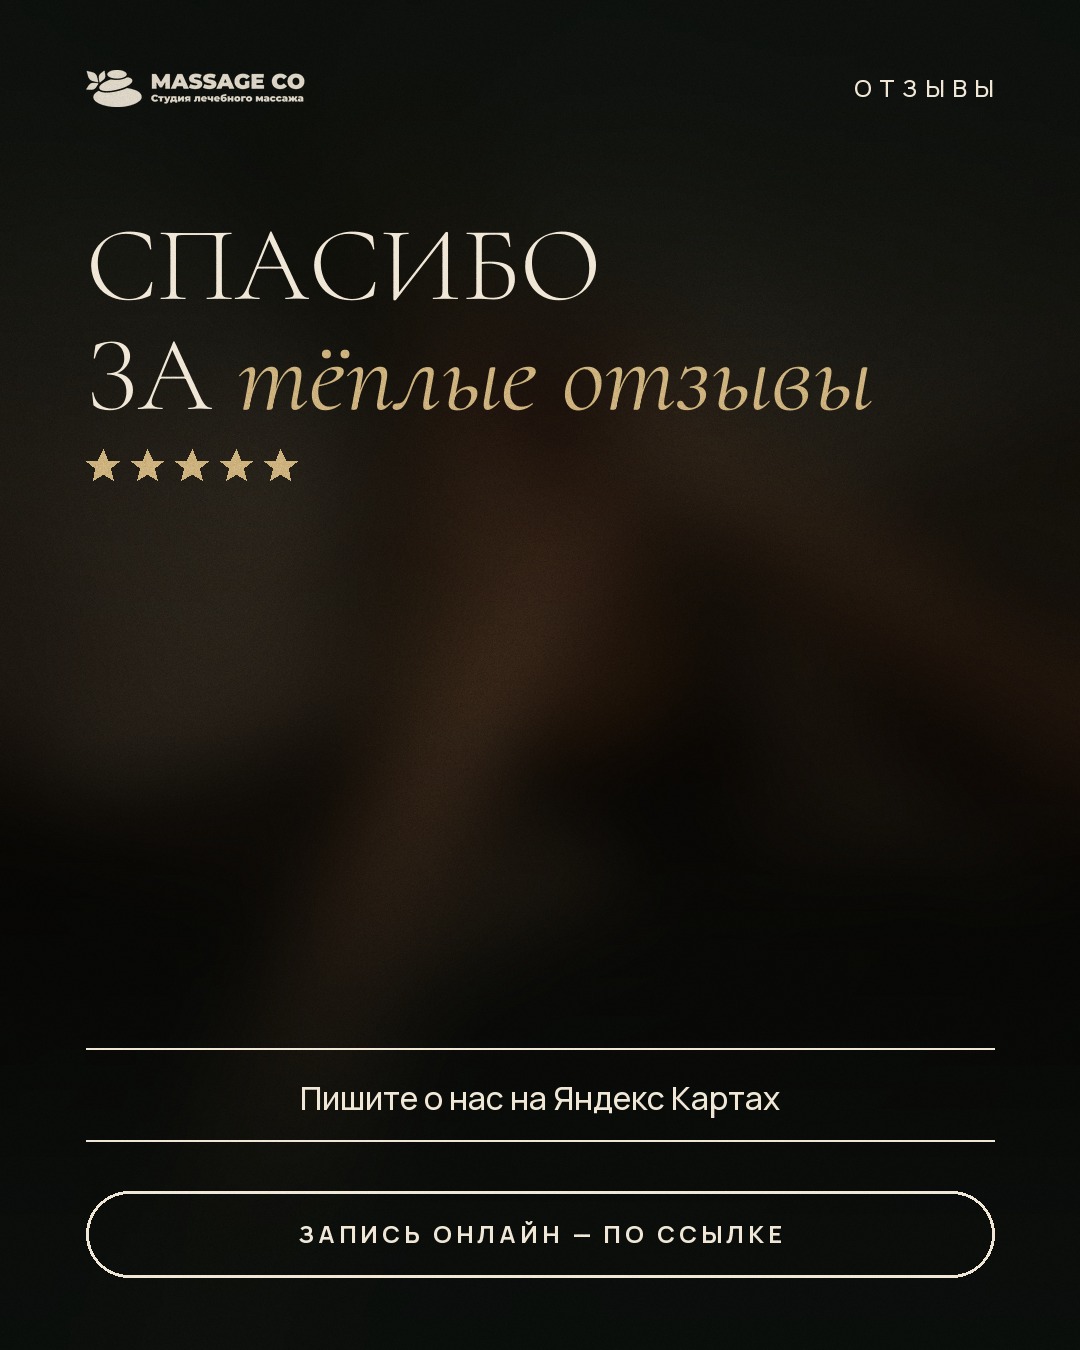 MASSAGE CO
Студия лечебного массажа
ОТЗЫВЫ
СПАСИБО
ЗА тёплые отзывы
Пишите о нас на Яндекс Картах
ЗАПИСЬ ОНЛАЙН — ПО ССЫЛКЕ